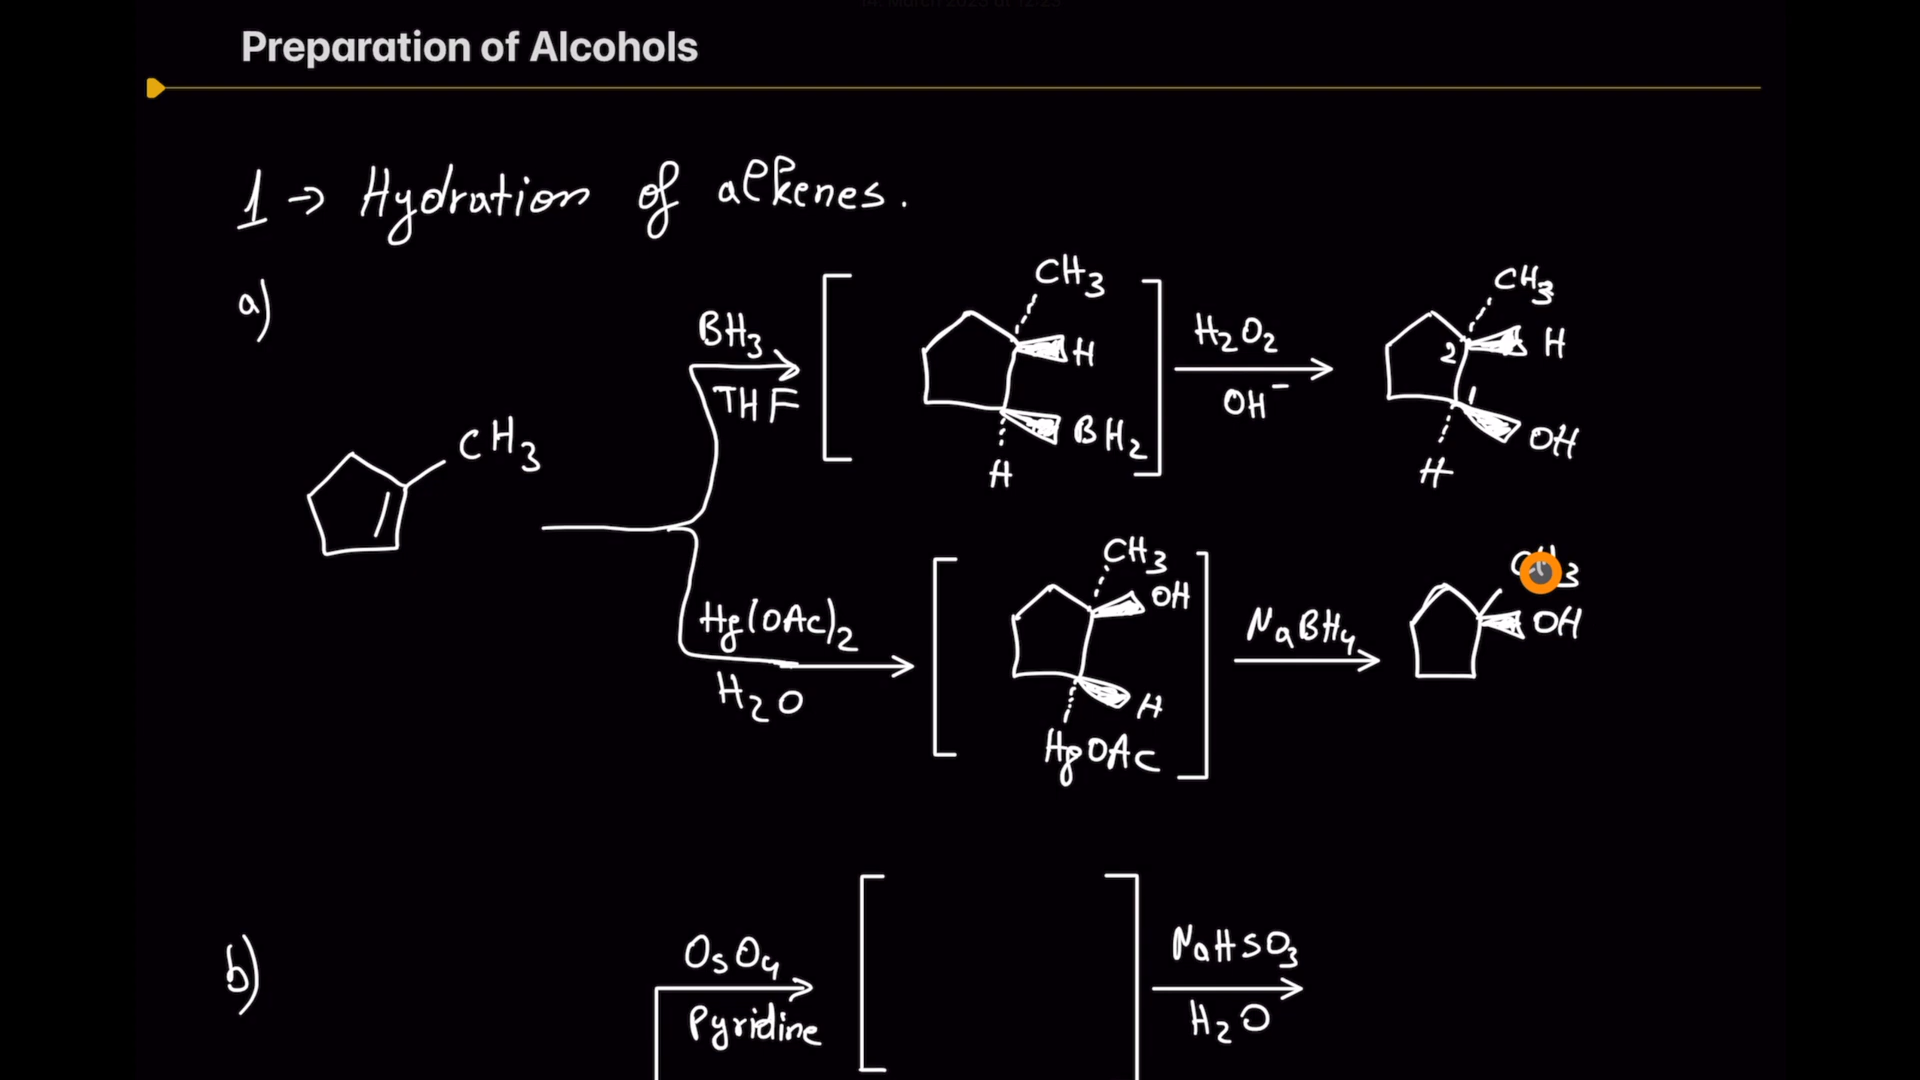 Preparation of Alcohols
1 → Hydration of alkenes.
a)
CH3
BH3
THF
CH3
H
BH2
H
H2O2
OH-
CH3
2
H
1
OH
H
Hg(OAc)2
H2O
CH3
OH
H
HgOAc
NaBH4
CH3
OH
b)
OsO4
Pyridine
NaHSO3
H2O